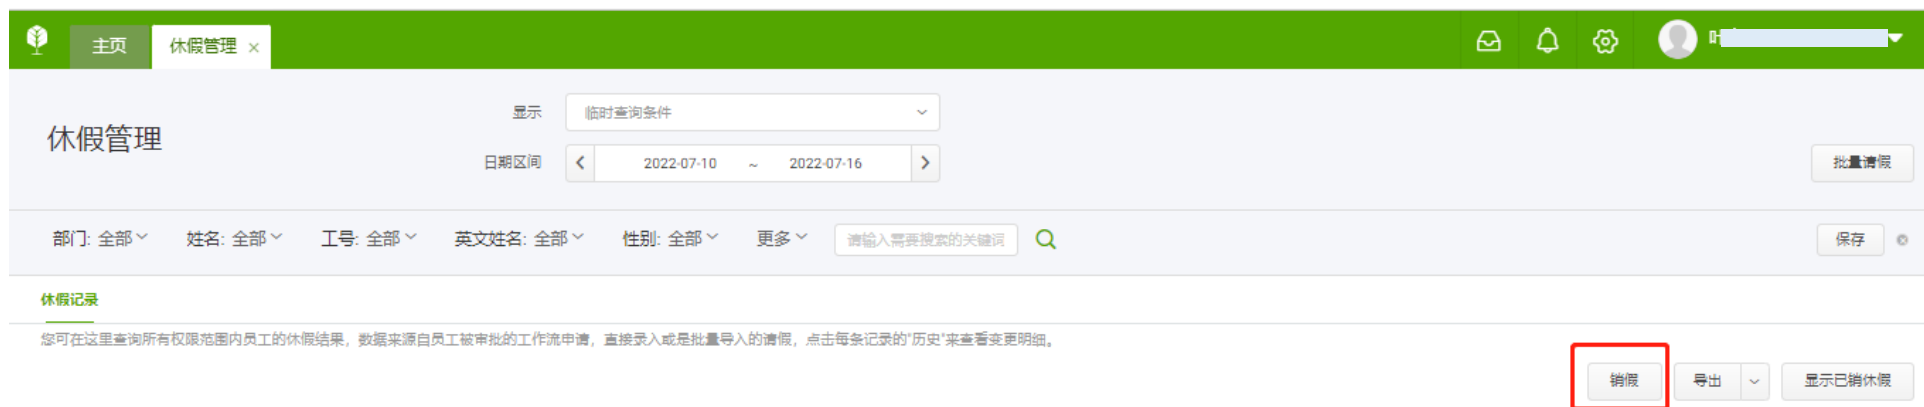 主页 休假管理 ×
休假管理
显示 临时查询条件
日期区间 2022-07-10 ~ 2022-07-16
批量请假
部门: 全部 姓名: 全部 工号: 全部 英文姓名: 全部 性别: 全部 更多 请输入需要搜索的关键词 保存
休假记录
您可在这里查询所有权限范围内员工的休假结果，数据来源自员工被审批的工作流申请，直接录入或是批量导入的请假，点击每条记录的"历史"来查看变更明细。
销假 导出 显示已销休假